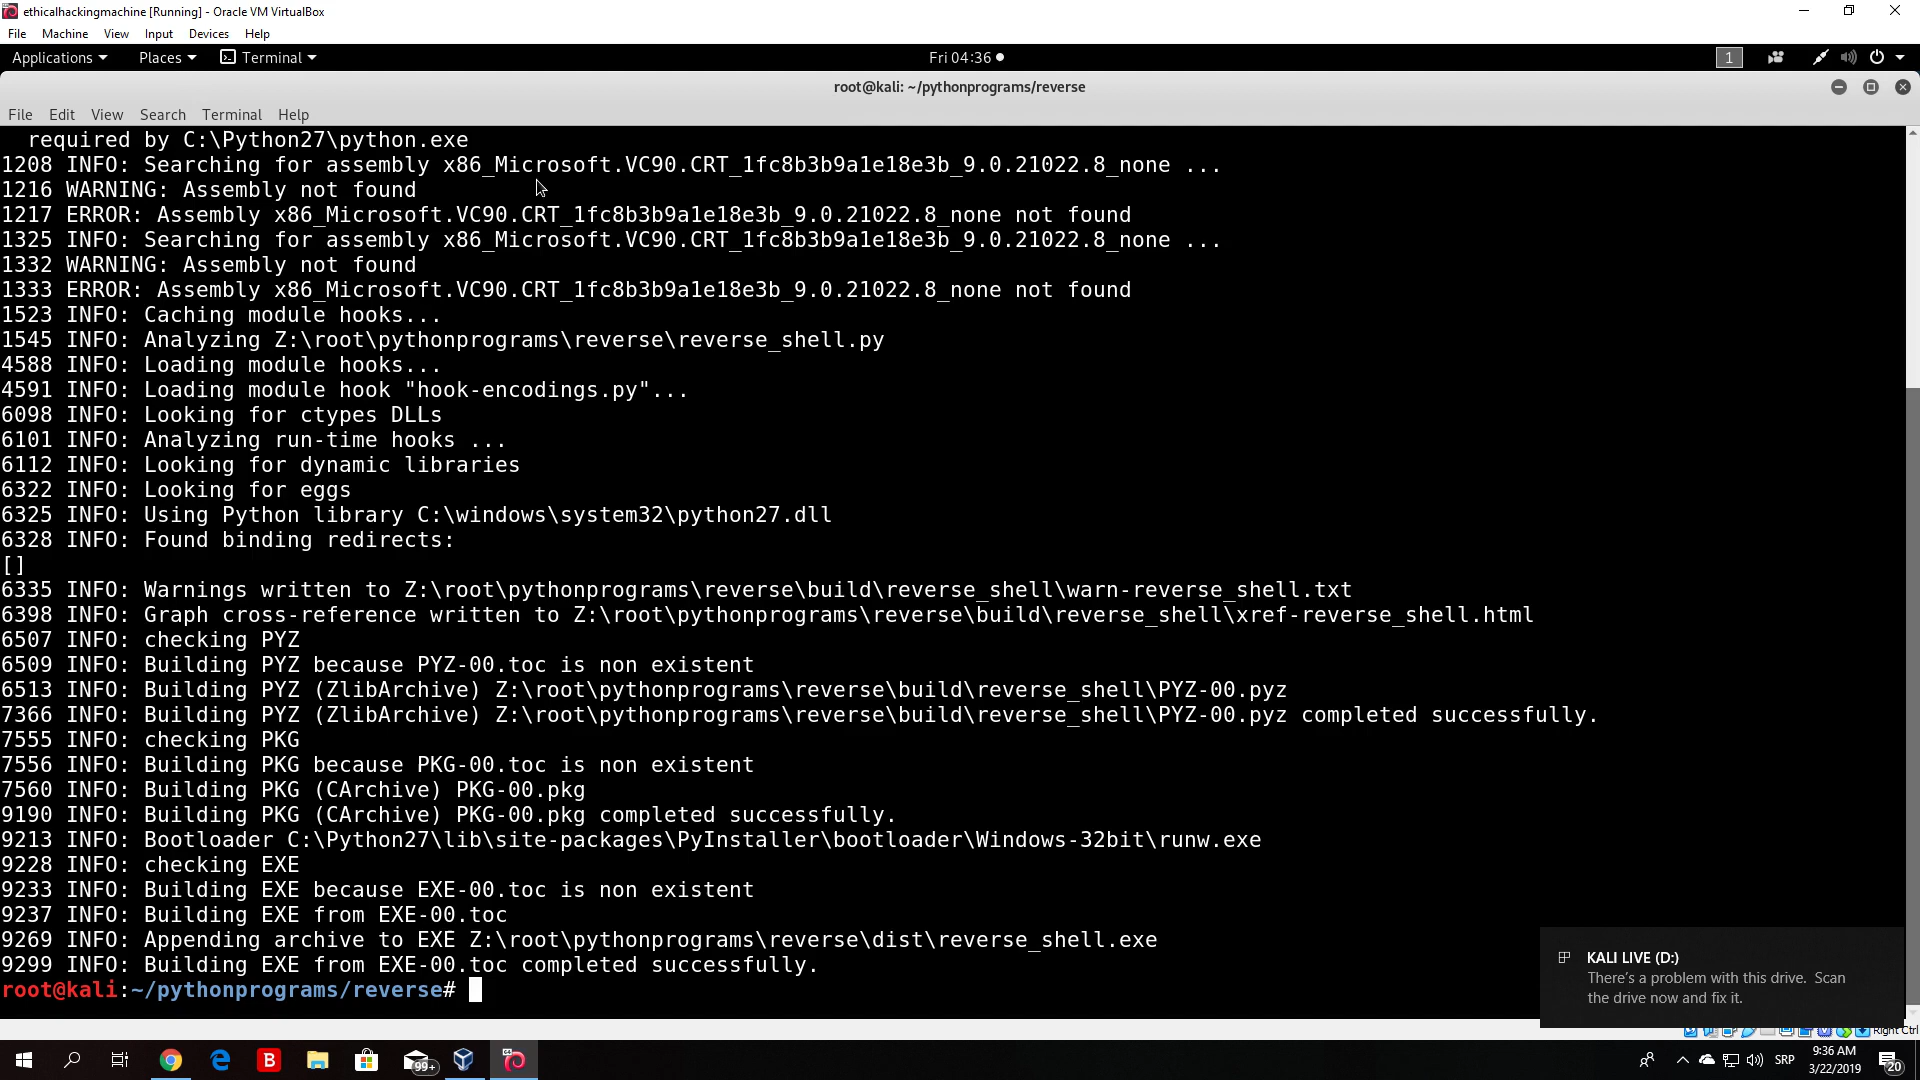 ethicalhackingmachine [Running] - Oracle VM VirtualBox
File Machine View Input Devices Help
Applications Places Terminal Fri 04:36 1
root@kali: ~/pythonprograms/reverse
File Edit View Search Terminal Help
required by C:\Python27\python.exe
1208 INFO: Searching for assembly x86_Microsoft.VC90.CRT_1fc8b3b9a1e18e3b_9.0.21022.8_none ...
1216 WARNING: Assembly not found
1217 ERROR: Assembly x86_Microsoft.VC90.CRT_1fc8b3b9a1e18e3b_9.0.21022.8_none not found
1325 INFO: Searching for assembly x86_Microsoft.VC90.CRT_1fc8b3b9a1e18e3b_9.0.21022.8_none ...
1332 WARNING: Assembly not found
1333 ERROR: Assembly x86_Microsoft.VC90.CRT_1fc8b3b9a1e18e3b_9.0.21022.8_none not found
1523 INFO: Caching module hooks...
1545 INFO: Analyzing Z:\root\pythonprograms\reverse\reverse_shell.py
4588 INFO: Loading module hooks...
4591 INFO: Loading module hook "hook-encodings.py"...
6098 INFO: Looking for ctypes DLLs
6101 INFO: Analyzing run-time hooks ...
6112 INFO: Looking for dynamic libraries
6322 INFO: Looking for eggs
6325 INFO: Using Python library C:\windows\system32\python27.dll
6328 INFO: Found binding redirects:
[]
6335 INFO: Warnings written to Z:\root\pythonprograms\reverse\build\reverse_shell\warn-reverse_shell.txt
6398 INFO: Graph cross-reference written to Z:\root\pythonprograms\reverse\build\reverse_shell\xref-reverse_shell.html
6507 INFO: checking PYZ
6509 INFO: Building PYZ because PYZ-00.toc is non existent
6513 INFO: Building PYZ (ZlibArchive) Z:\root\pythonprograms\reverse\build\reverse_shell\PYZ-00.pyz
7366 INFO: Building PYZ (ZlibArchive) Z:\root\pythonprograms\reverse\build\reverse_shell\PYZ-00.pyz completed successfully.
7555 INFO: checking PKG
7556 INFO: Building PKG because PKG-00.toc is non existent
7560 INFO: Building PKG (CArchive) PKG-00.pkg
9190 INFO: Building PKG (CArchive) PKG-00.pkg completed successfully.
9213 INFO: Bootloader C:\Python27\lib\site-packages\PyInstaller\bootloader\Windows-32bit\runw.exe
9228 INFO: checking EXE
9233 INFO: Building EXE because EXE-00.toc is non existent
9237 INFO: Building EXE from EXE-00.toc
9269 INFO: Appending archive to EXE Z:\root\pythonprograms\reverse\dist\reverse_shell.exe
9299 INFO: Building EXE from EXE-00.toc completed successfully.
root@kali:~/pythonprograms/reverse#
KALI LIVE (D:)
There's a problem with this drive. Scan
the drive now and fix it.
Right Ctrl
B 99+ SRP 9:36 AM
3/22/2019 20